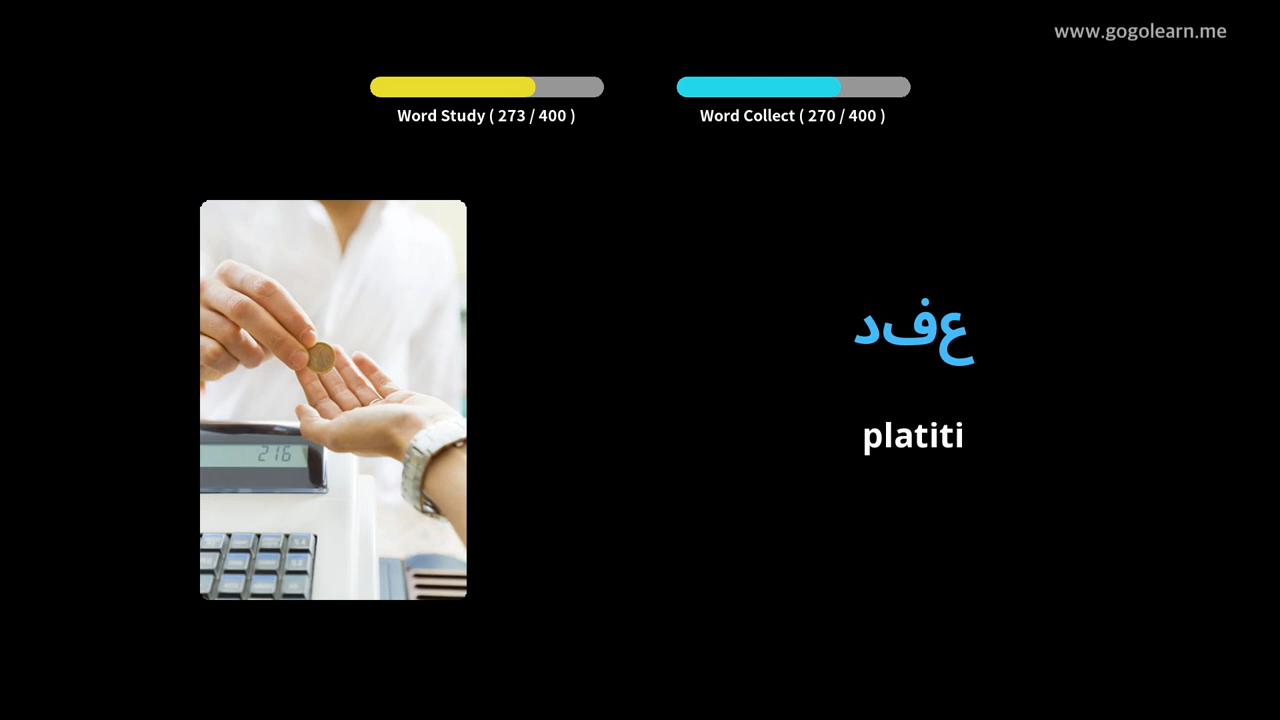 www.gogolearn.me
Word Study ( 273 / 400 )
Word Collect ( 270 / 400 )
216
دفع
platiti